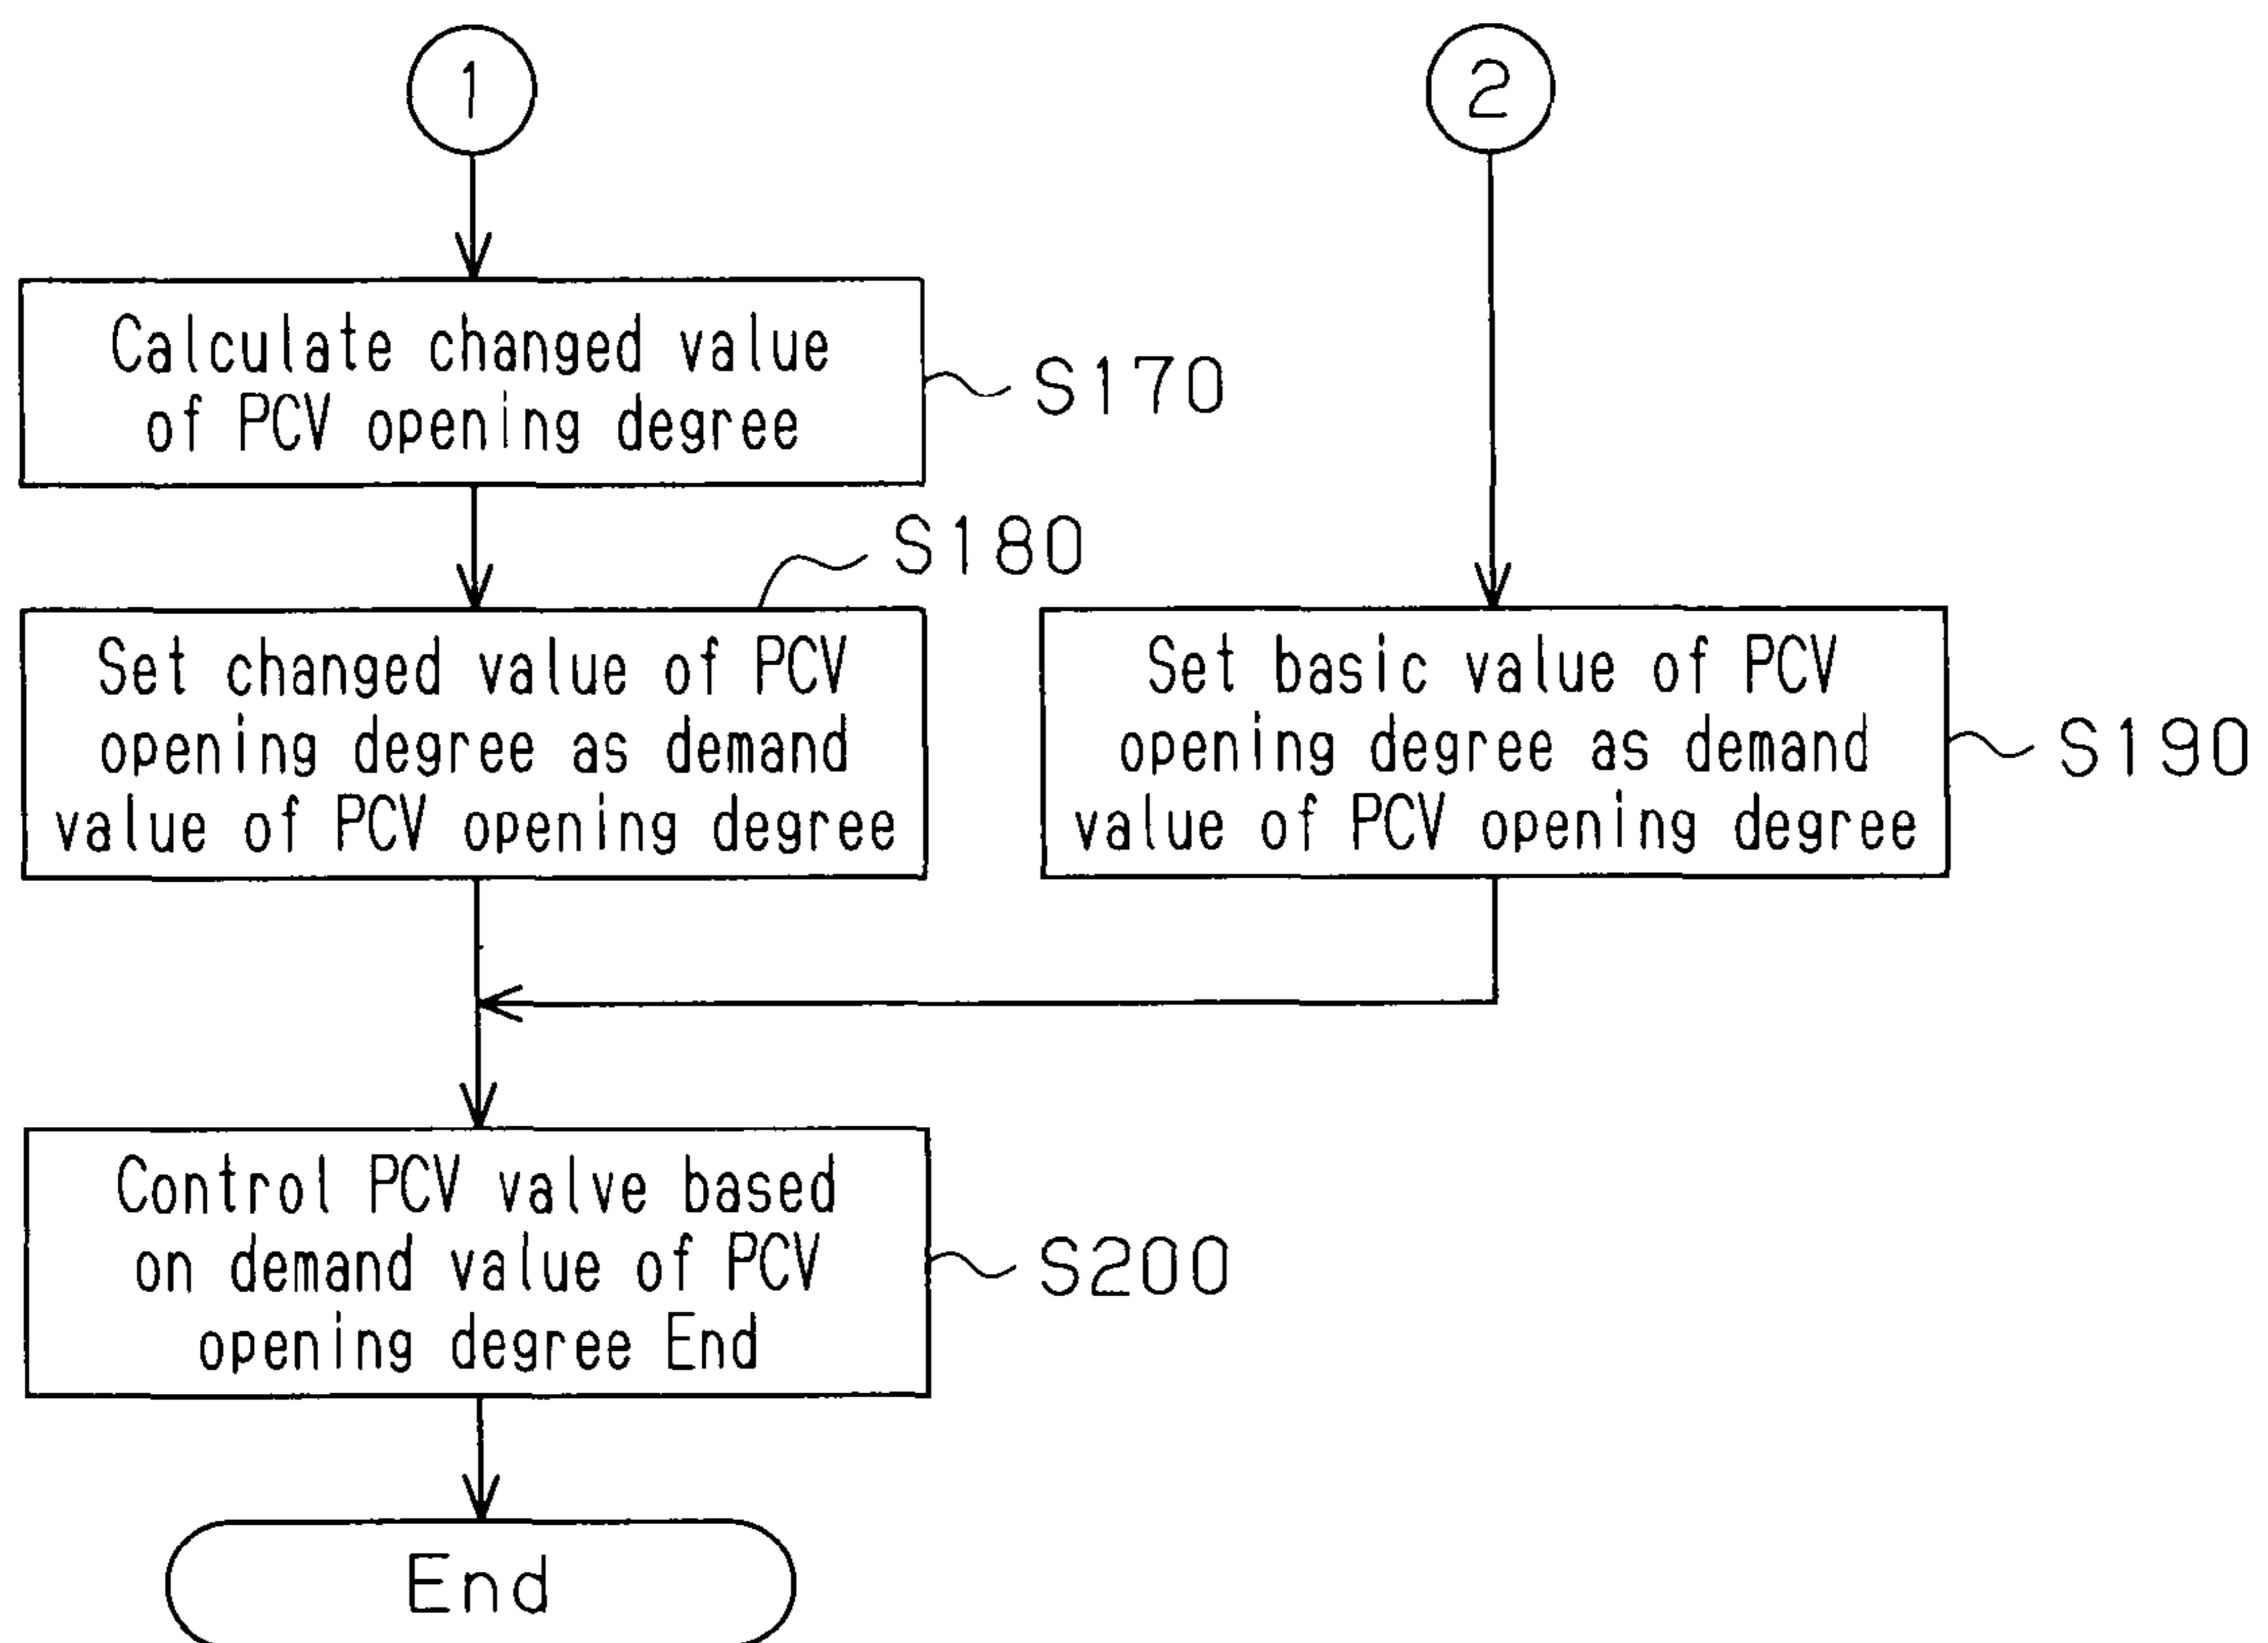 1
2
Calculate changed value
of PCV opening degree
S170
S180
Set changed value of PCV
opening degree as demand
value of PCV opening degree
Set basic value of PCV
opening degree as demand
value of PCV opening degree
S190
Control PCV valve based
on demand value of PCV
opening degree End
S200
End